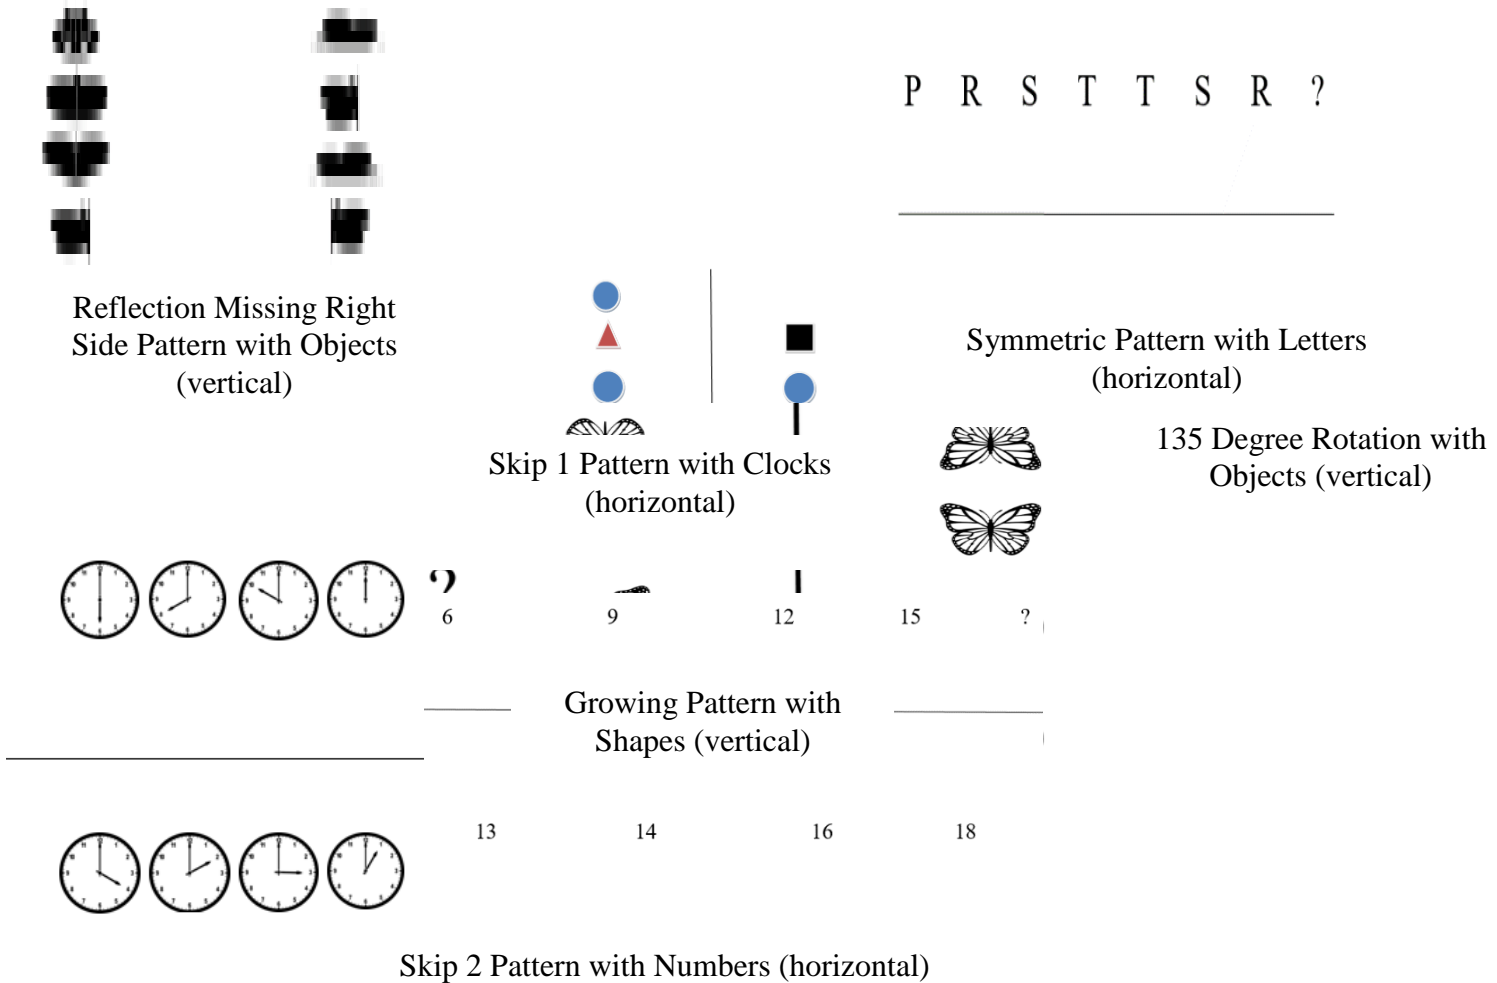 P R S T T S R ?
Reflection Missing Right
Side Pattern with Objects
(vertical)
Symmetric Pattern with Letters
(horizontal)
135 Degree Rotation with
Objects (vertical)
Skip 1 Pattern with Clocks
(horizontal)
?
6 9 12 15 ?
Growing Pattern with
Shapes (vertical)
13 14 16 18
Skip 2 Pattern with Numbers (horizontal)